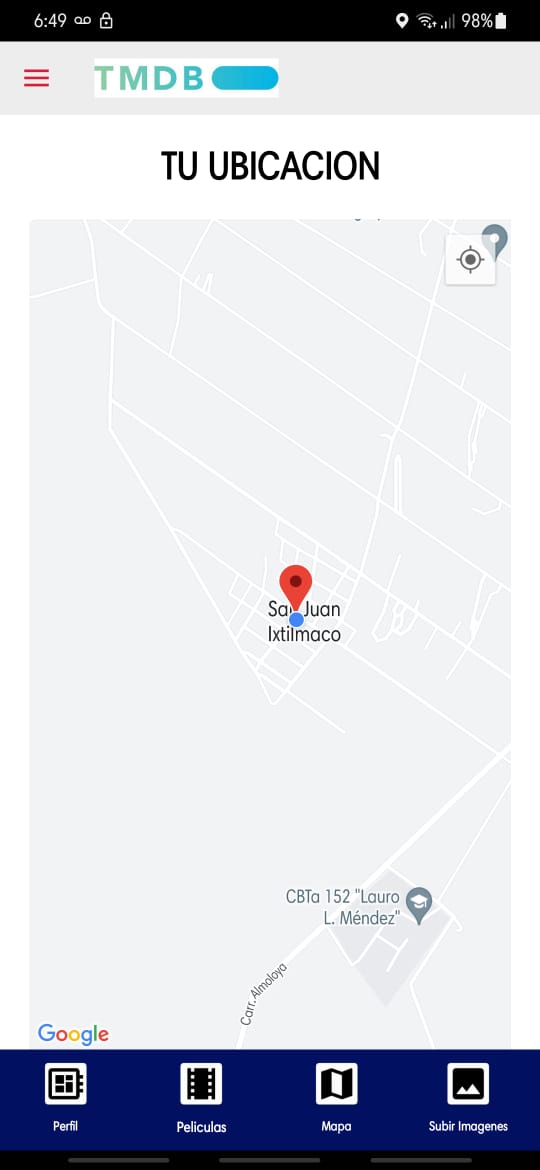 6:49
98%
TMDB
TU UBICACION
San Juan
Ixtilmaco
CBTa 152 "Lauro
L. Méndez"
Carr. Almoloya
Google
Perfil
Peliculas
Mapa
Subir Imagenes